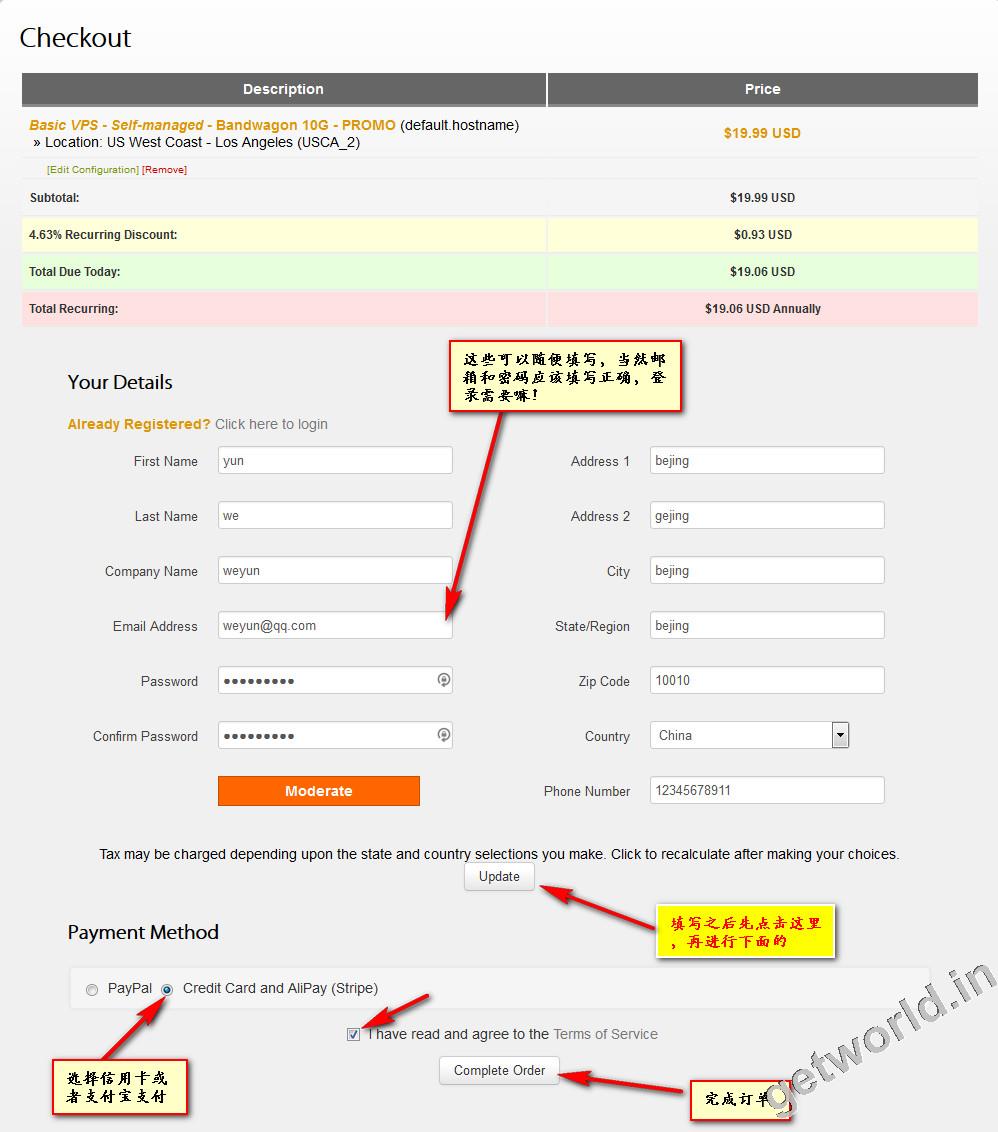 Checkout
Description Price
Basic VPS - Self-managed - Bandwagon 10G - PROMO (default.hostname) $19.99 USD
» Location: US West Coast - Los Angeles (USCA_2)
[Edit Configuration] [Remove]
Subtotal: $19.99 USD
4.63% Recurring Discount: $0.93 USD
Total Due Today: $19.06 USD
Total Recurring: $19.06 USD Annually
这些可以随便填写，当然邮
箱和密码应该填写正确，登
录需要嘛！
Your Details
Already Registered? Click here to login
First Name yun Address 1 bejing
Last Name we Address 2 gejing
Company Name weyun City bejing
Email Address weyun@qq.com State/Region bejing
Password ●●●●●●●●● Zip Code 10010
Confirm Password ●●●●●●●●● Country China
Moderate Phone Number 12345678911
Tax may be charged depending upon the state and country selections you make. Click to recalculate after making your choices.
Update
填写之后先点击这里
，再进行下面的
Payment Method
PayPal Credit Card and AliPay (Stripe)
I have read and agree to the Terms of Service
Complete Order
选择信用卡或
者支付宝支付
完成订单
getworld.in